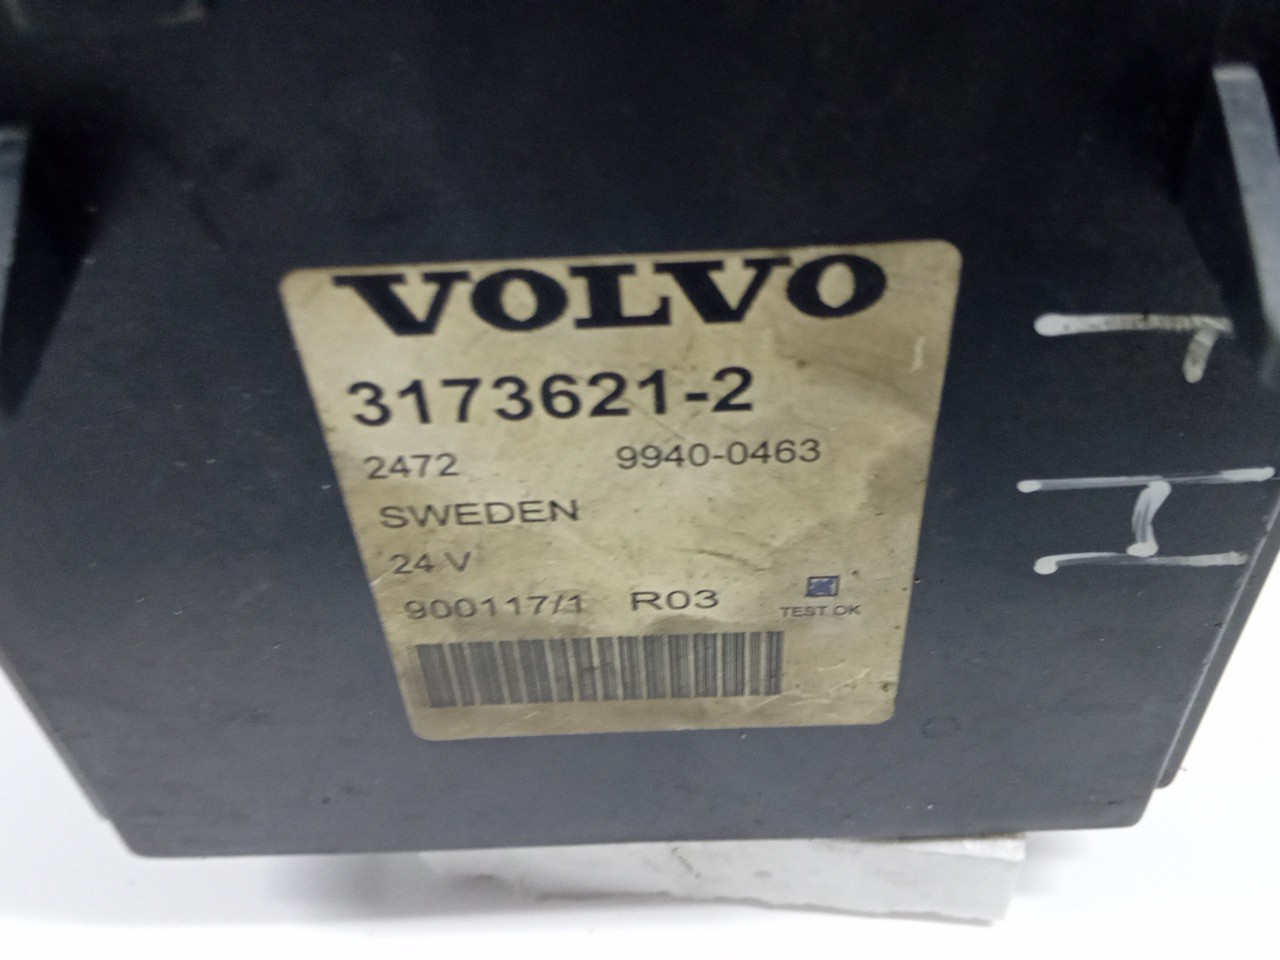 VOLVO
3173621-2
2472 9940-0463
SWEDEN
24 V
900117/1 R03
TEST OK